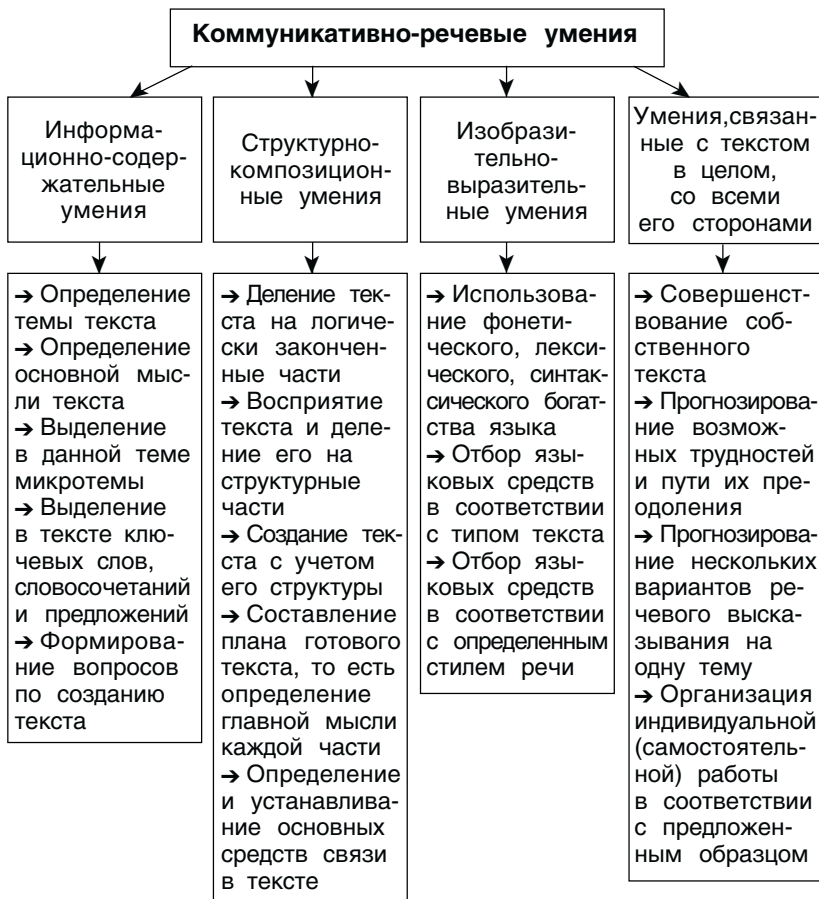 Коммуникативно-речевые умения
Информа-
ционно-содер-
жательные
умения
Структурно-
композицион-
ные умения
Изобрази-
тельно-
выразитель-
ные умения
Умения,связан-
ные с текстом
в целом,
со всеми
его сторонами
→ Определение
темы текста
→ Определение
основной мыс-
ли текста
→ Выделение
в данной теме
микротемы
→ Выделение
в тексте клю-
чевых слов,
словосочетаний
и предложений
→ Формирова-
ние вопросов
по созданию
текста
→ Деление тек-
ста на логиче-
ски закончен-
ные части
→ Восприятие
текста и деле-
ние его на
структурные
части
→ Создание тек-
ста с учетом
его структуры
→ Составление
плана готового
текста, то есть
определение
главной мысли
каждой части
→ Определение
и устанавлива-
ние основных
средств связи
в тексте
→ Использова-
ние фонети-
ческого, лекси-
ческого, синтак-
сического богат-
ства языка
→ Отбор язы-
ковых средств
в соответствии
с типом текста
→ Отбор язы-
ковых средств
в соответствии
с определенным
стилем речи
→ Совершенст-
вование соб-
ственного
текста
→ Прогнозирова-
ние возмож-
ных трудностей
и пути их пре-
одоления
→ Прогнозирова-
ние нескольких
вариантов ре-
чевого выска-
зывания на
одну тему
→ Организация
индивидуальной
(самостоятель-
ной) работы
в соответствии
с предложен-
ным образцом